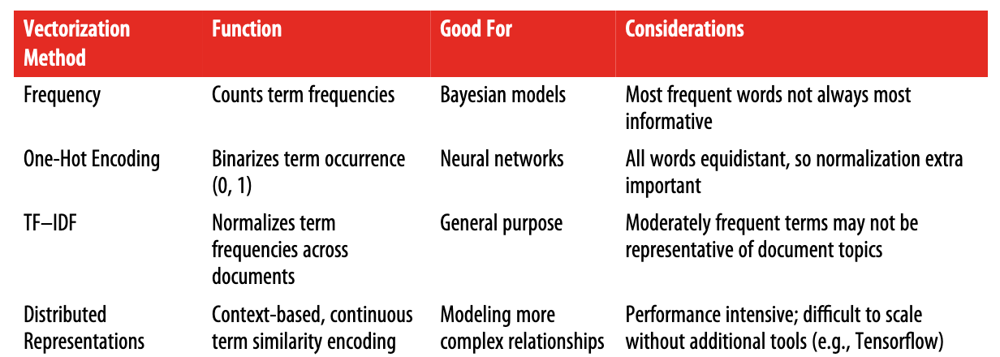 Vectorization Method
Function
Good For
Considerations
Frequency
Counts term frequencies
Bayesian models
Most frequent words not always most
informative
One-Hot Encoding
Binarizes term occurrence
(0, 1)
Neural networks
All words equidistant, so normalization extra
important
TF–IDF
Normalizes term
frequencies across
documents
General purpose
Moderately frequent terms may not be
representative of document topics
Distributed
Representations
Context-based, continuous
term similarity encoding
Modeling more
complex relationships
Performance intensive; difficult to scale
without additional tools (e.g., Tensorflow)